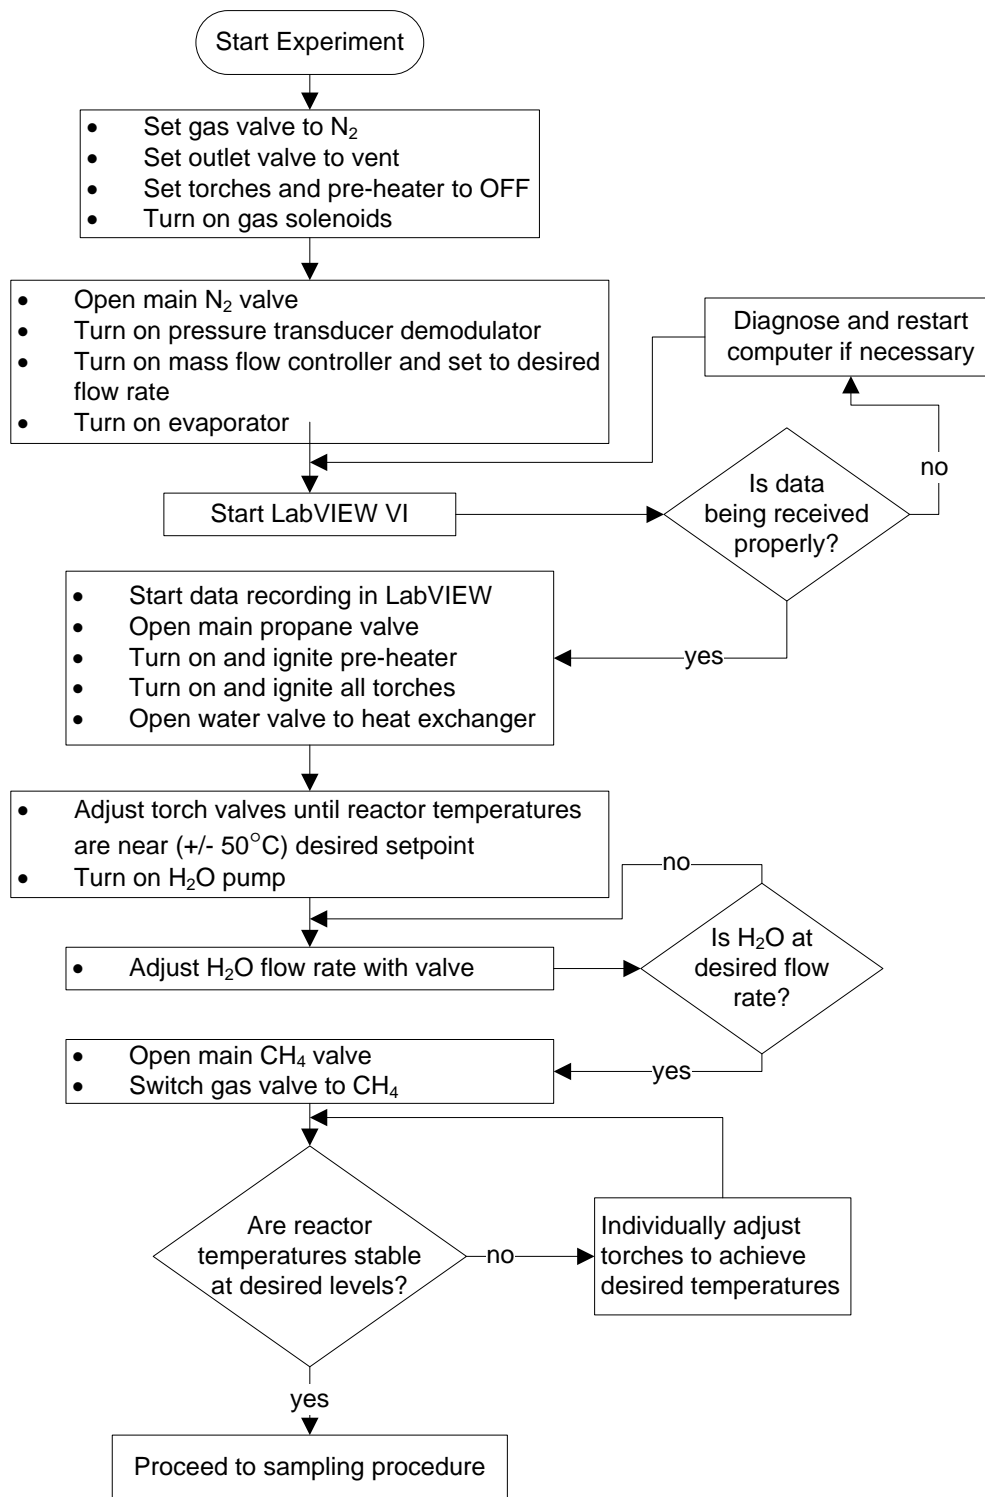 Start Experiment
• Set gas valve to N₂
• Set outlet valve to vent
• Set torches and pre-heater to OFF
• Turn on gas solenoids
• Open main N₂ valve
• Turn on pressure transducer demodulator
• Turn on mass flow controller and set to desired
flow rate
• Turn on evaporator
Diagnose and restart
computer if necessary
Start LabVIEW VI
Is data
being received
properly?
no
yes
• Start data recording in LabVIEW
• Open main propane valve
• Turn on and ignite pre-heater
• Turn on and ignite all torches
• Open water valve to heat exchanger
• Adjust torch valves until reactor temperatures
are near (+/- 50°C) desired setpoint
• Turn on H₂O pump
no
• Adjust H₂O flow rate with valve
Is H₂O at
desired flow
rate?
yes
• Open main CH₄ valve
• Switch gas valve to CH₄
Are reactor
temperatures stable
at desired levels?
no
Individually adjust
torches to achieve
desired temperatures
yes
Proceed to sampling procedure